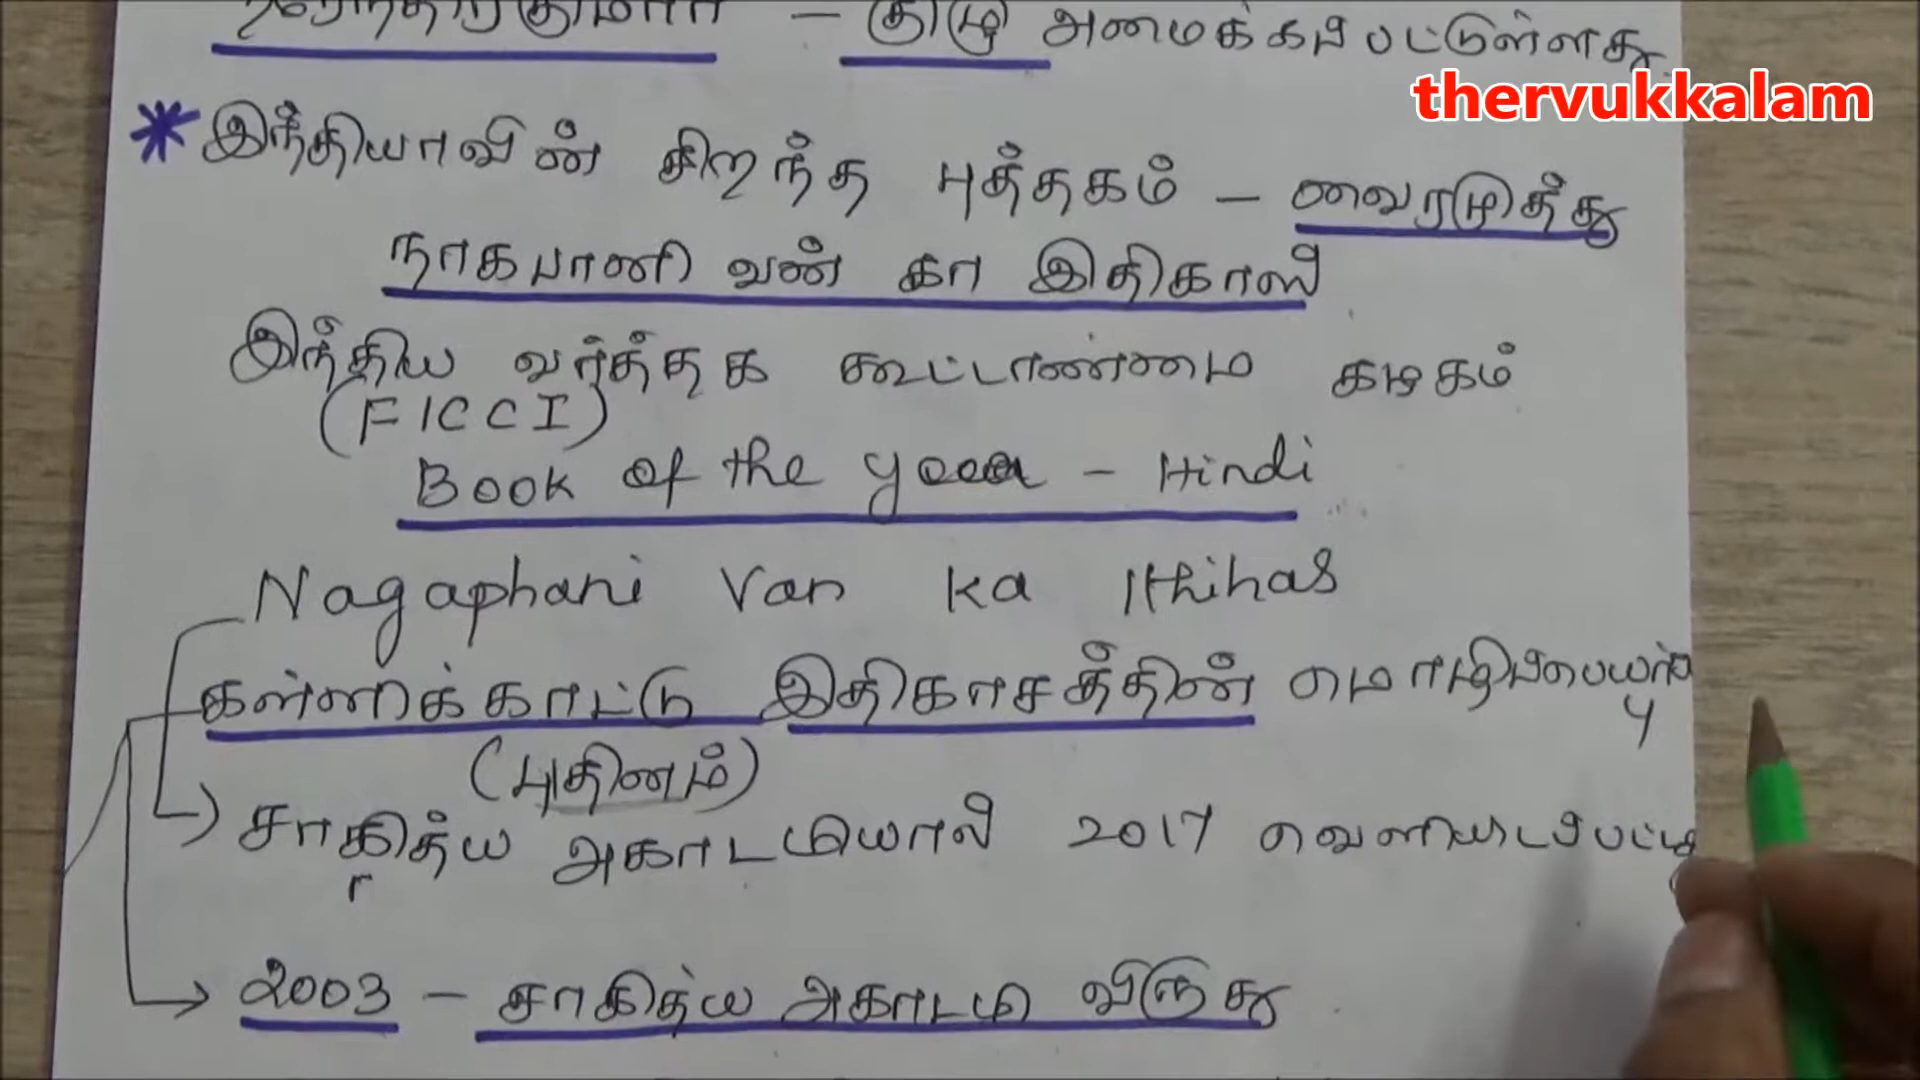 – குழு அமைக்கப்பட்டுள்ளது
thervukkalam
* இந்தியாவின் சிறந்த புத்தகம் – வைரமுத்து
நாகபானி வன் கா இதிகாஸ்
இந்திய வர்த்தக கூட்டாண்மை கழகம்
(FICCI)
Book of the year – Hindi
Nagaphani Van ka Ithihas
கள்ளிக்காட்டு இதிகாசத்தின் மொழிபெயர்ப்பு
(புதினம்)
சாகித்ய அகாடமியால் 2017 வெளியிடப்பட்டது
2003 – சாகித்ய அகாடமி விருது